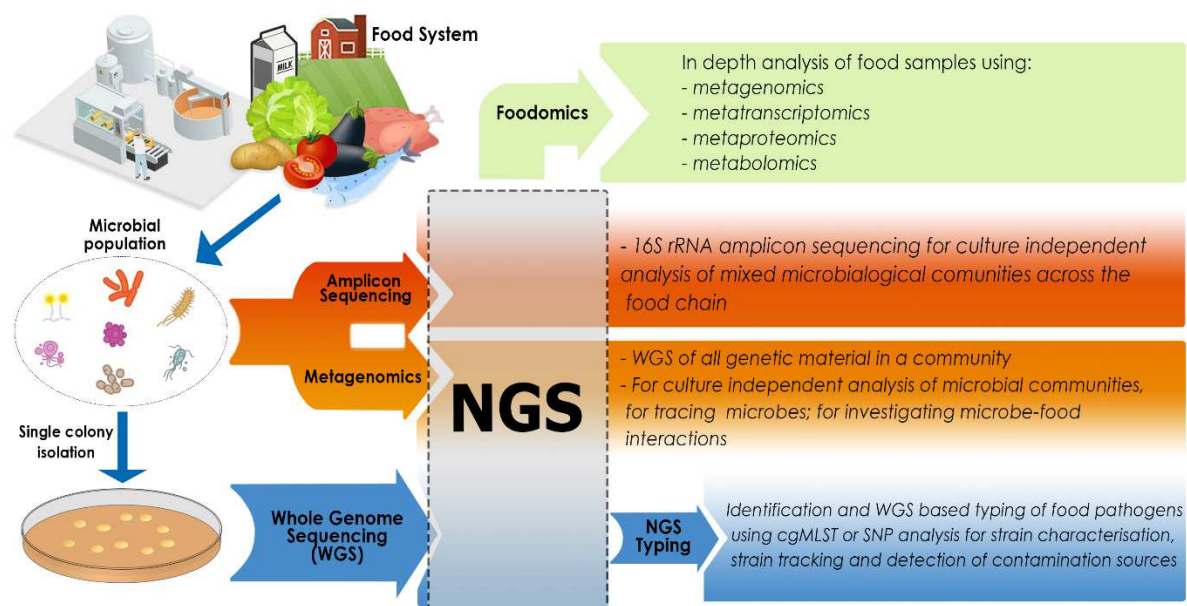 Food System
MILK
Foodomics
In depth analysis of food samples using:
- metagenomics
- metatranscriptomics
- metaproteomics
- metabolomics
Microbial
population
Amplicon
Sequencing
- 16S rRNA amplicon sequencing for culture independent
analysis of mixed microbialogical comunities across the
food chain
Metagenomics
NGS
- WGS of all genetic material in a community
- For culture independent analysis of microbial communities,
for tracing microbes; for investigating microbe-food
interactions
Single colony
isolation
Whole Genome
Sequencing
(WGS)
NGS
Typing
Identification and WGS based typing of food pathogens
using cgMLST or SNP analysis for strain characterisation,
strain tracking and detection of contamination sources